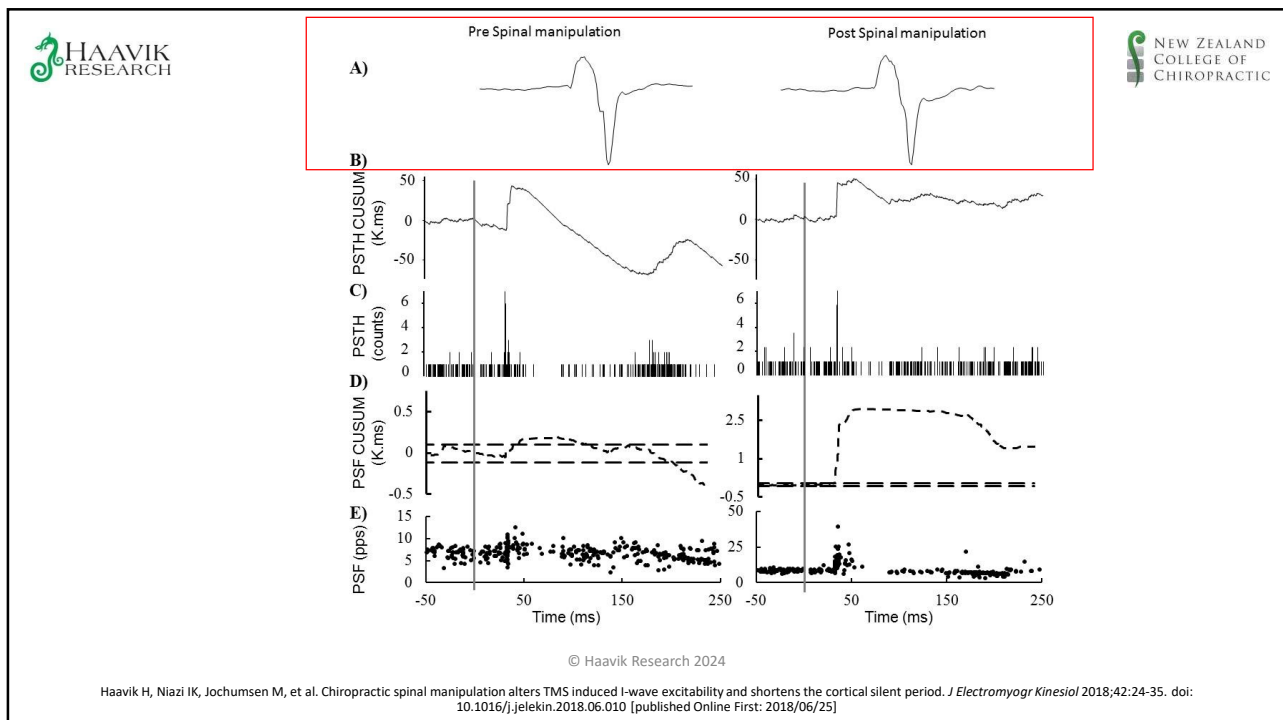 HAAVIK
RESEARCH
Pre Spinal manipulation
Post Spinal manipulation
NEW ZEALAND
COLLEGE OF
CHIROPRACTIC
A)
B)
PSTH CUSUM
(K.ms)
50
0
-50
50
0
-50
C)
PSTH
(counts)
6
4
2
0
6
4
2
0
D)
PSF CUSUM
(K.ms)
0.5
0
-0.5
2.5
1
-0.5
E)
PSF (pps)
15
10
5
0
50
25
0
-50
50
150
250
-50
50
150
250
Time (ms)
Time (ms)
© Haavik Research 2024
Haavik H, Niazi IK, Jochumsen M, et al. Chiropractic spinal manipulation alters TMS induced I-wave excitability and shortens the cortical silent period. J Electromyogr Kinesiol 2018;42:24-35. doi:
10.1016/j.jelekin.2018.06.010 [published Online First: 2018/06/25]